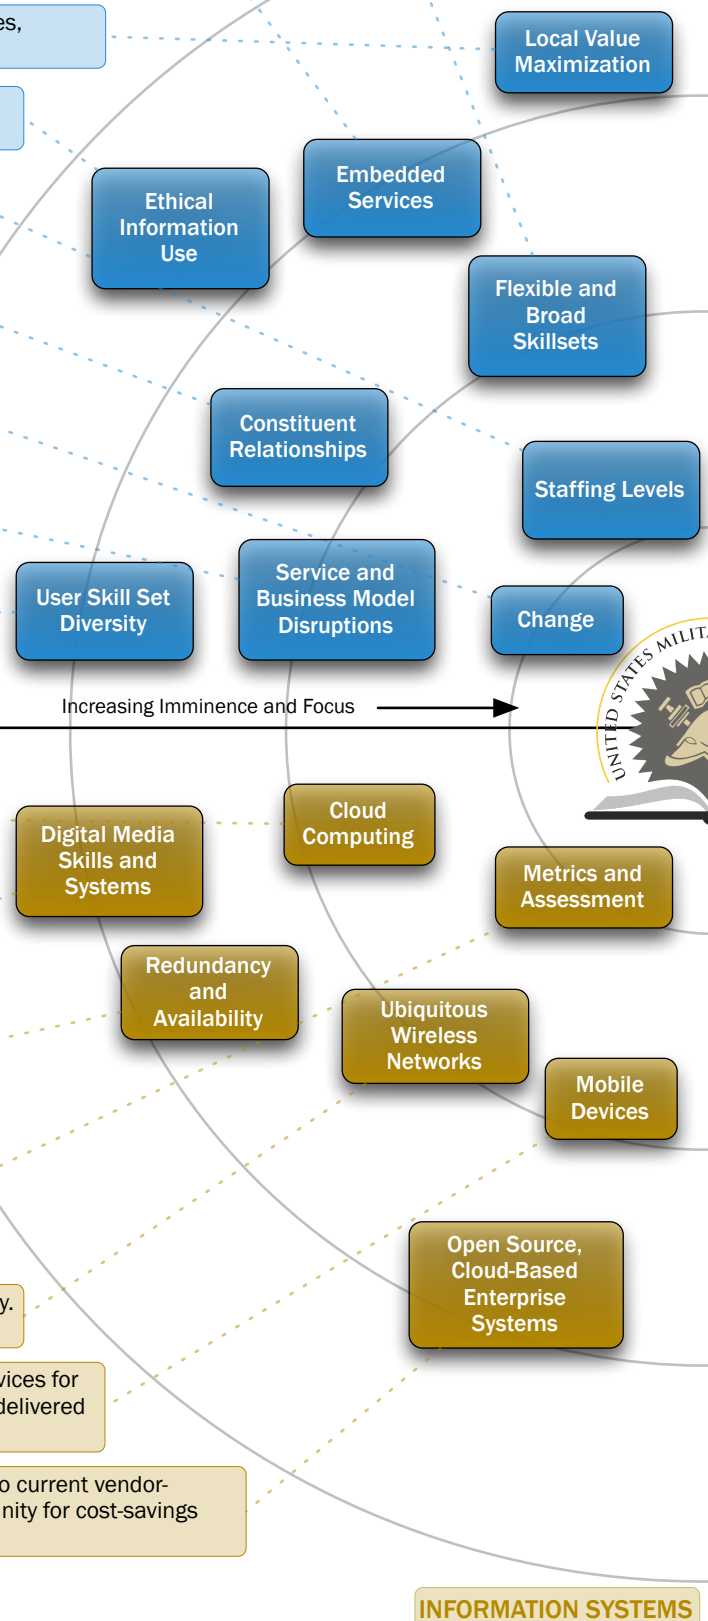 es,
Local Value
Maximization
Embedded
Services
Ethical
Information
Use
Flexible and
Broad
Skillsets
Constituent
Relationships
Staffing Levels
Service and
Business Model
Disruptions
User Skill Set
Diversity
Change
UNITED STATES MILITA
Increasing Imminence and Focus
Cloud
Computing
Digital Media
Skills and
Systems
Metrics and
Assessment
Redundancy
and
Availability
Ubiquitous
Wireless
Networks
Mobile
Devices
Open Source,
Cloud-Based
Enterprise
Systems
y.
vices for
delivered
o current vendor-
nity for cost-savings
INFORMATION SYSTEMS